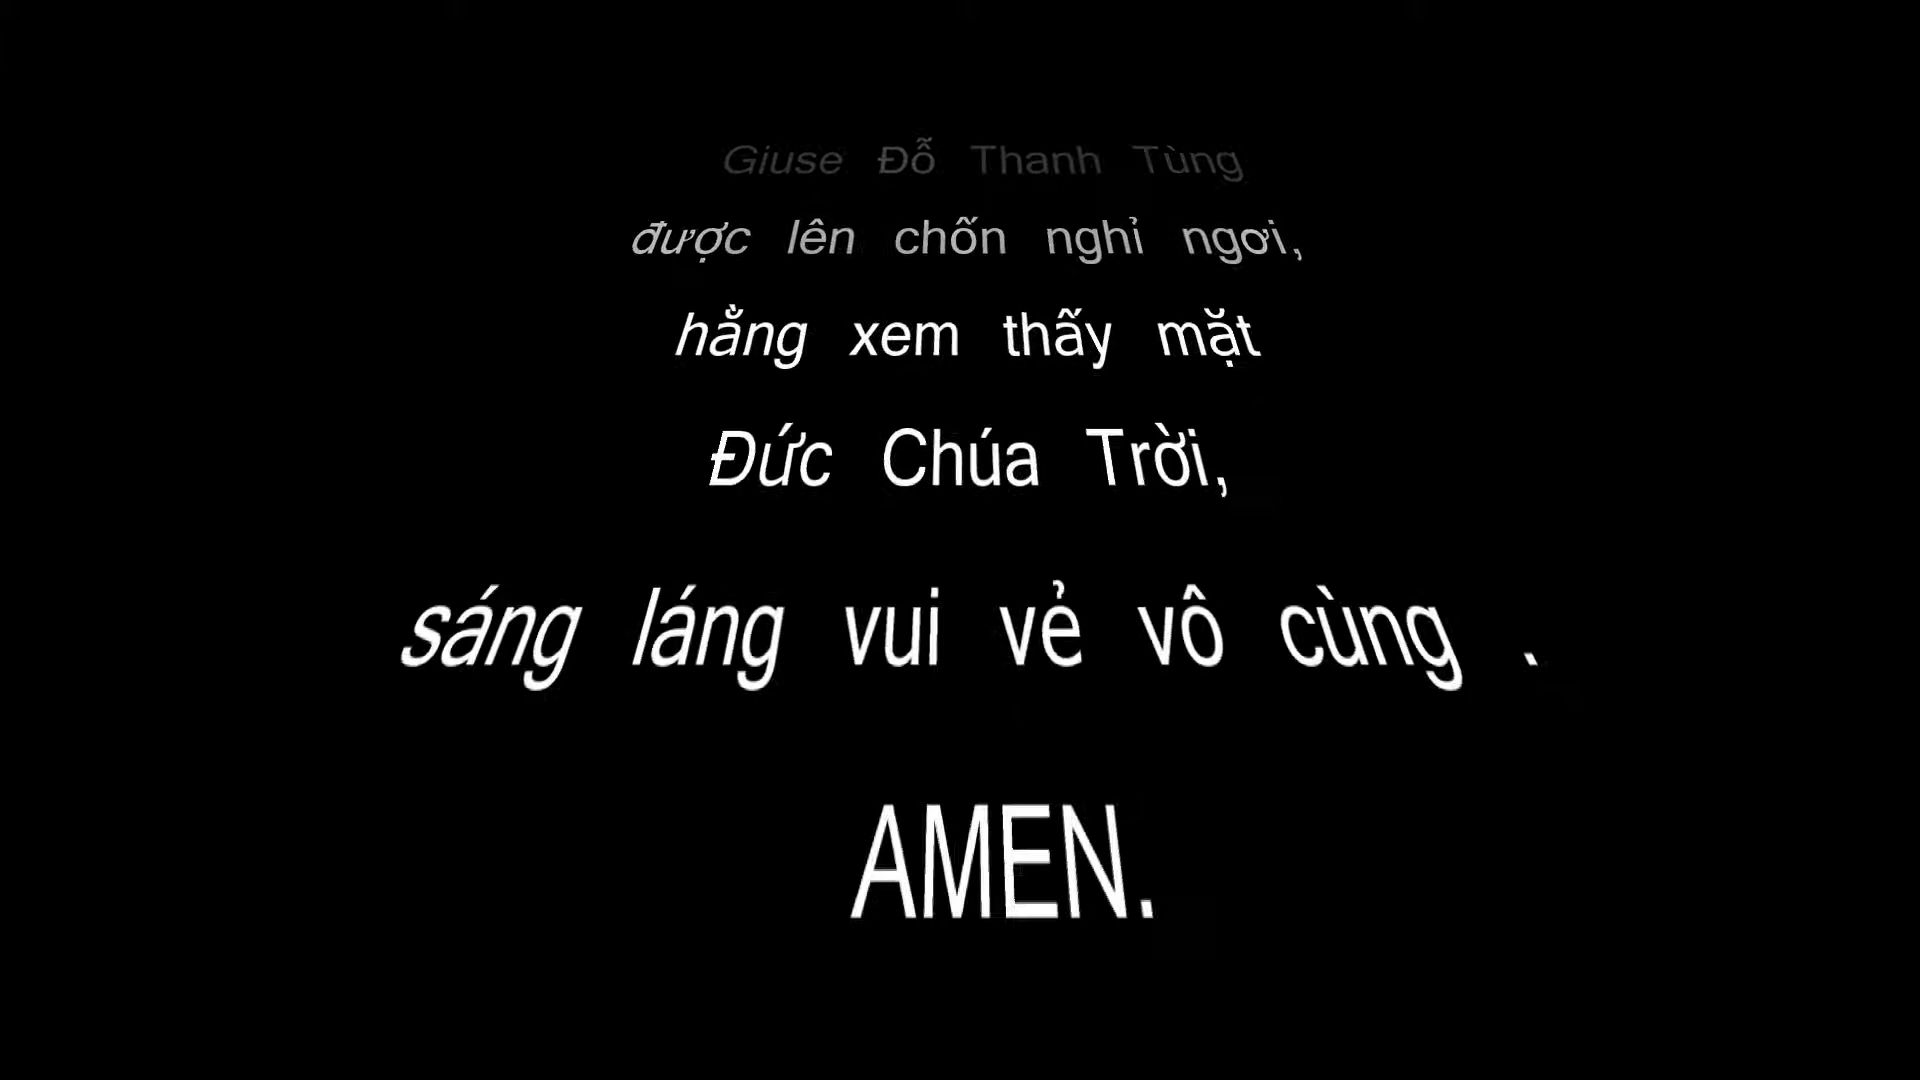 Giuse Đỗ Thanh Tùng
được lên chốn nghỉ ngơi,
hằng xem thấy mặt
Đức Chúa Trời,
sáng láng vui vẻ vô cùng .
AMEN.